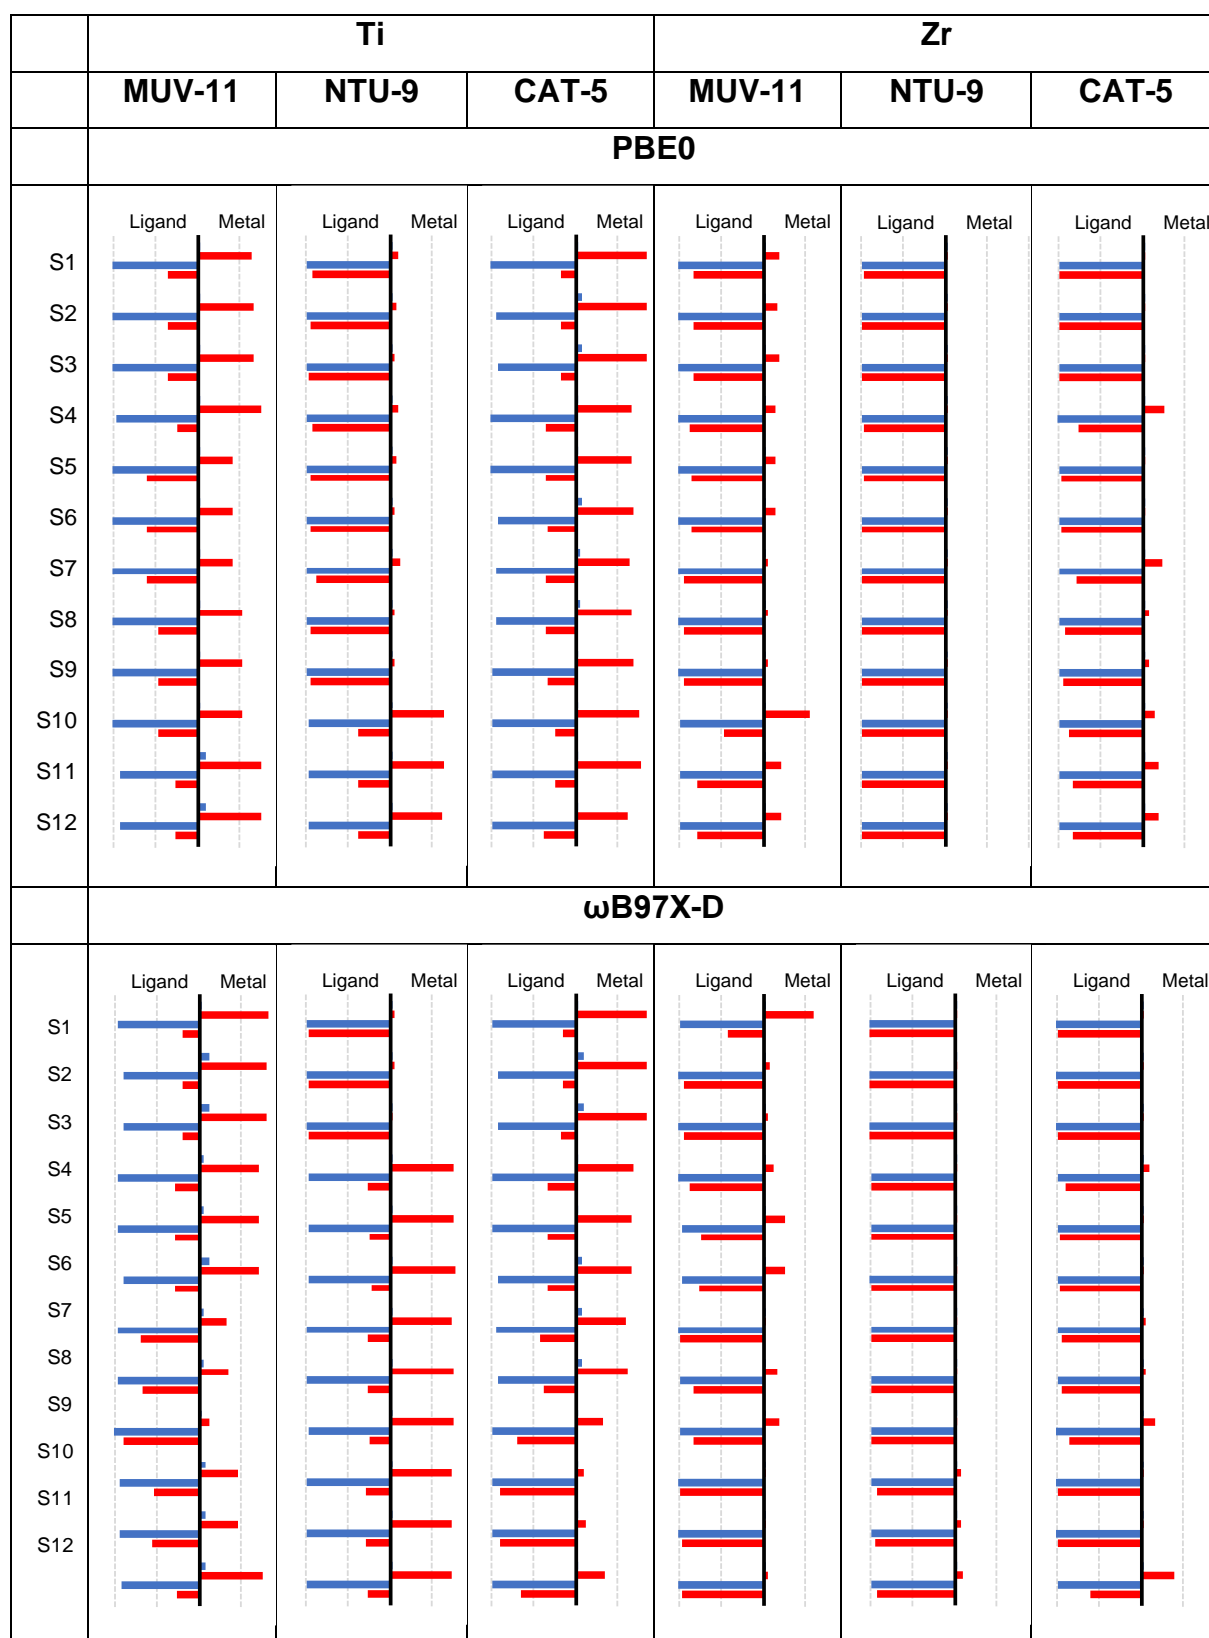 Ti Zr
MUV-11 NTU-9 CAT-5 MUV-11 NTU-9 CAT-5
PBE0
Ligand Metal Ligand Metal Ligand Metal Ligand Metal Ligand Metal Ligand Metal
S1
S2
S3
S4
S5
S6
S7
S8
S9
S10
S11
S12
ωB97X-D
Ligand Metal Ligand Metal Ligand Metal Ligand Metal Ligand Metal Ligand Metal
S1
S2
S3
S4
S5
S6
S7
S8
S9
S10
S11
S12